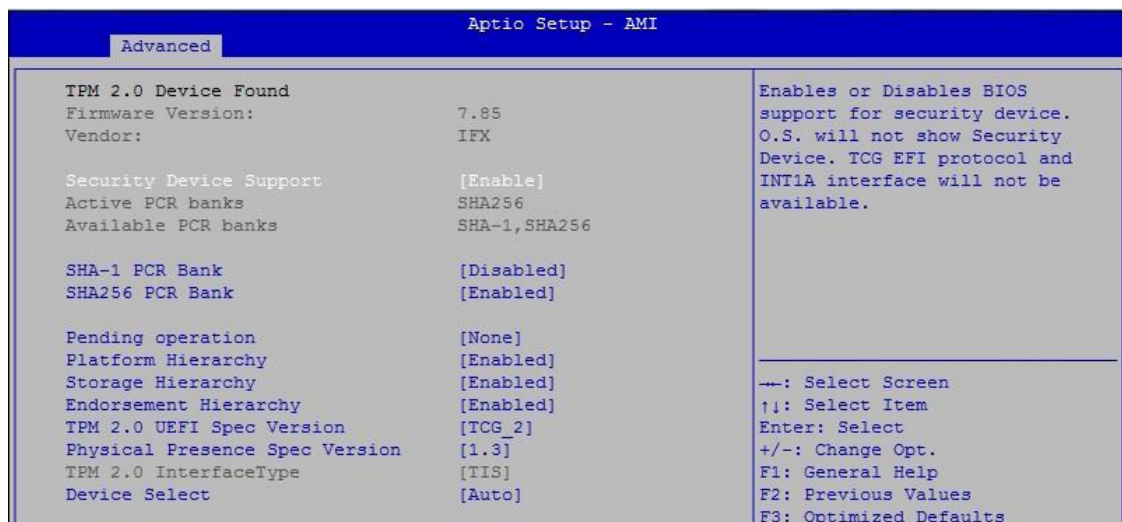 Aptio Setup - AMI
Advanced
TPM 2.0 Device Found
Firmware Version: 7.85
Vendor: IFX
Security Device Support [Enable]
Active PCR banks SHA256
Available PCR banks SHA-1,SHA256
SHA-1 PCR Bank [Disabled]
SHA256 PCR Bank [Enabled]
Pending operation [None]
Platform Hierarchy [Enabled]
Storage Hierarchy [Enabled]
Endorsement Hierarchy [Enabled]
TPM 2.0 UEFI Spec Version [TCG_2]
Physical Presence Spec Version [1.3]
TPM 2.0 InterfaceType [TIS]
Device Select [Auto]
Enables or Disables BIOS
support for security device.
O.S. will not show Security
Device. TCG EFI protocol and
INT1A interface will not be
available.
→←: Select Screen
↑↓: Select Item
Enter: Select
+/-: Change Opt.
F1: General Help
F2: Previous Values
F3: Optimized Defaults